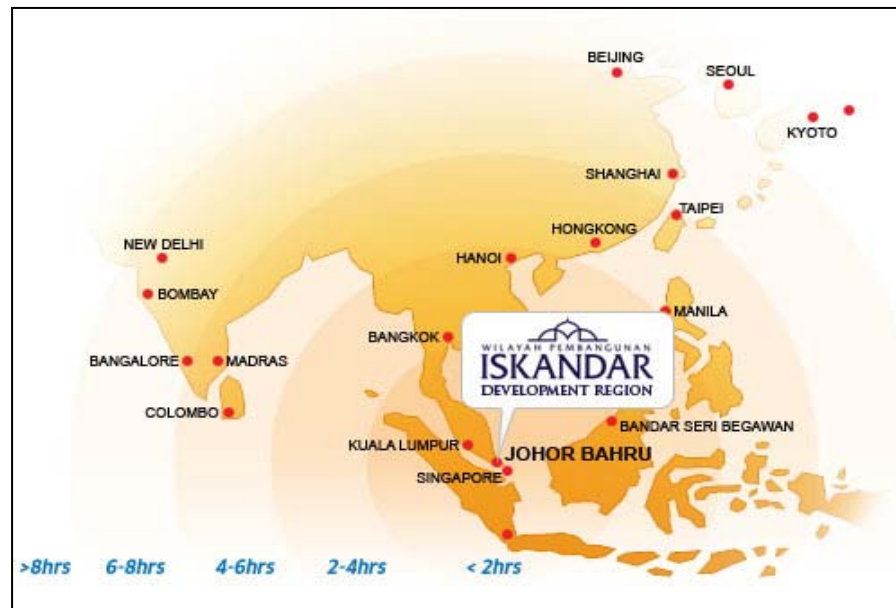 BEIJING
SEOUL
KYOTO
SHANGHAI
TAIPEI
HONGKONG
NEW DELHI
HANOI
BOMBAY
MANILA
BANGKOK
WILAYAH PEMBANGUNAN
ISKANDAR
DEVELOPMENT REGION
BANGALORE
MADRAS
COLOMBO
BANDAR SERI BEGAWAN
KUALA LUMPUR
JOHOR BAHRU
SINGAPORE
>8hrs 6-8hrs 4-6hrs 2-4hrs < 2hrs